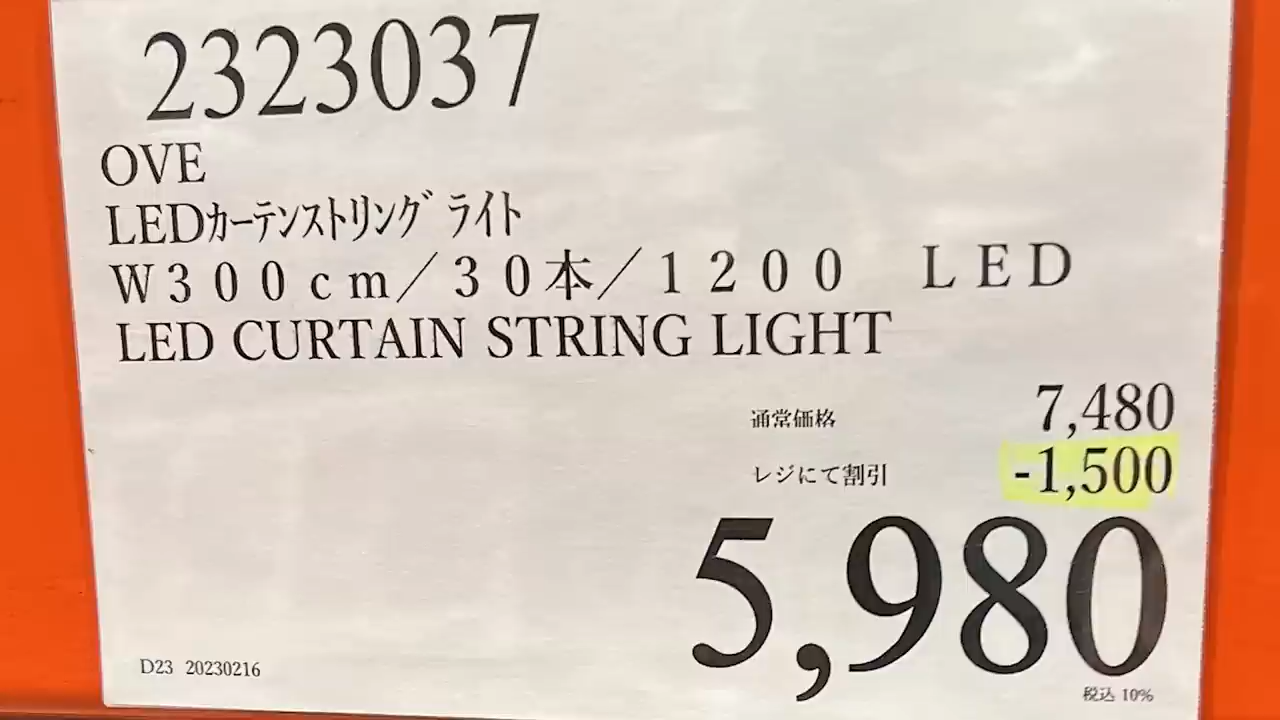 2323037
OVE
LEDカーテンストリングライト
W300cm/30本/1200 LED
LED CURTAIN STRING LIGHT
通常価格 7,480
レジにて割引 -1,500
5,980
D23 20230216
税込 10%